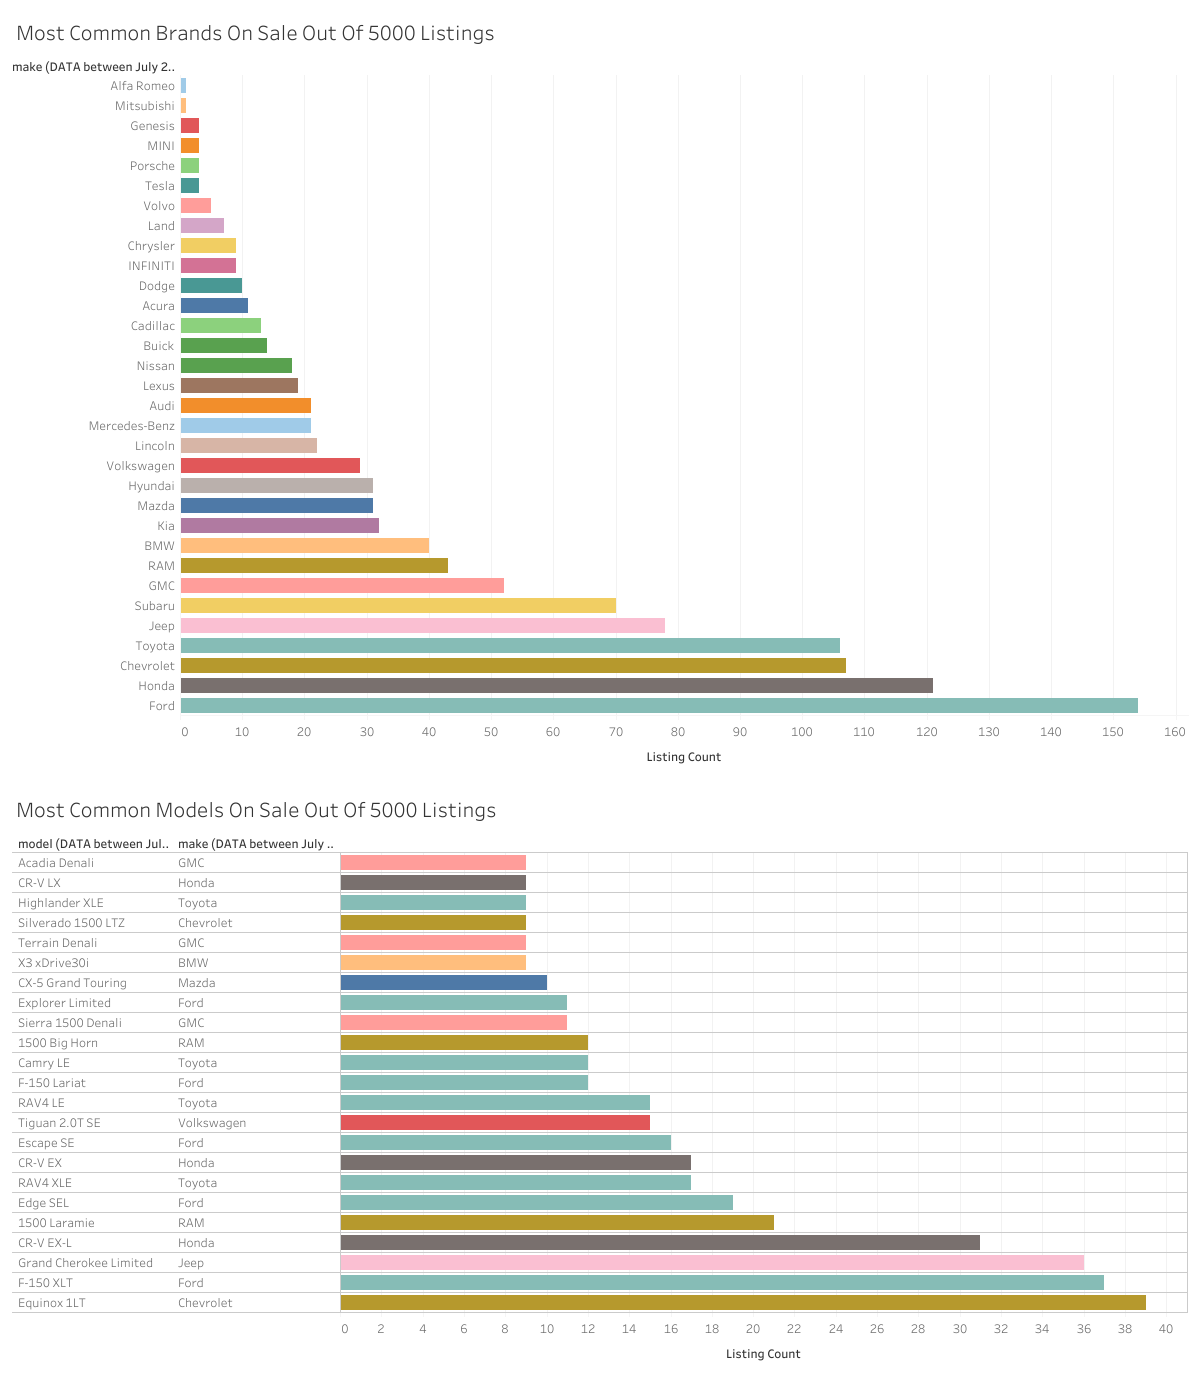 Most Common Brands On Sale Out Of 5000 Listings
make (DATA between July 2..
Alfa Romeo
Mitsubishi
Genesis
MINI
Porsche
Tesla
Volvo
Land
Chrysler
INFINITI
Dodge
Acura
Cadillac
Buick
Nissan
Lexus
Audi
Mercedes-Benz
Lincoln
Volkswagen
Hyundai
Mazda
Kia
BMW
RAM
GMC
Subaru
Jeep
Toyota
Chevrolet
Honda
Ford
0 10 20 30 40 50 60 70 80 90 100 110 120 130 140 150 160
Listing Count
Most Common Models On Sale Out Of 5000 Listings
model (DATA between Jul.. make (DATA between July ..
Acadia Denali GMC
CR-V LX Honda
Highlander XLE Toyota
Silverado 1500 LTZ Chevrolet
Terrain Denali GMC
X3 xDrive30i BMW
CX-5 Grand Touring Mazda
Explorer Limited Ford
Sierra 1500 Denali GMC
1500 Big Horn RAM
Camry LE Toyota
F-150 Lariat Ford
RAV4 LE Toyota
Tiguan 2.0T SE Volkswagen
Escape SE Ford
CR-V EX Honda
RAV4 XLE Toyota
Edge SEL Ford
1500 Laramie RAM
CR-V EX-L Honda
Grand Cherokee Limited Jeep
F-150 XLT Ford
Equinox 1LT Chevrolet
0 2 4 6 8 10 12 14 16 18 20 22 24 26 28 30 32 34 36 38 40
Listing Count